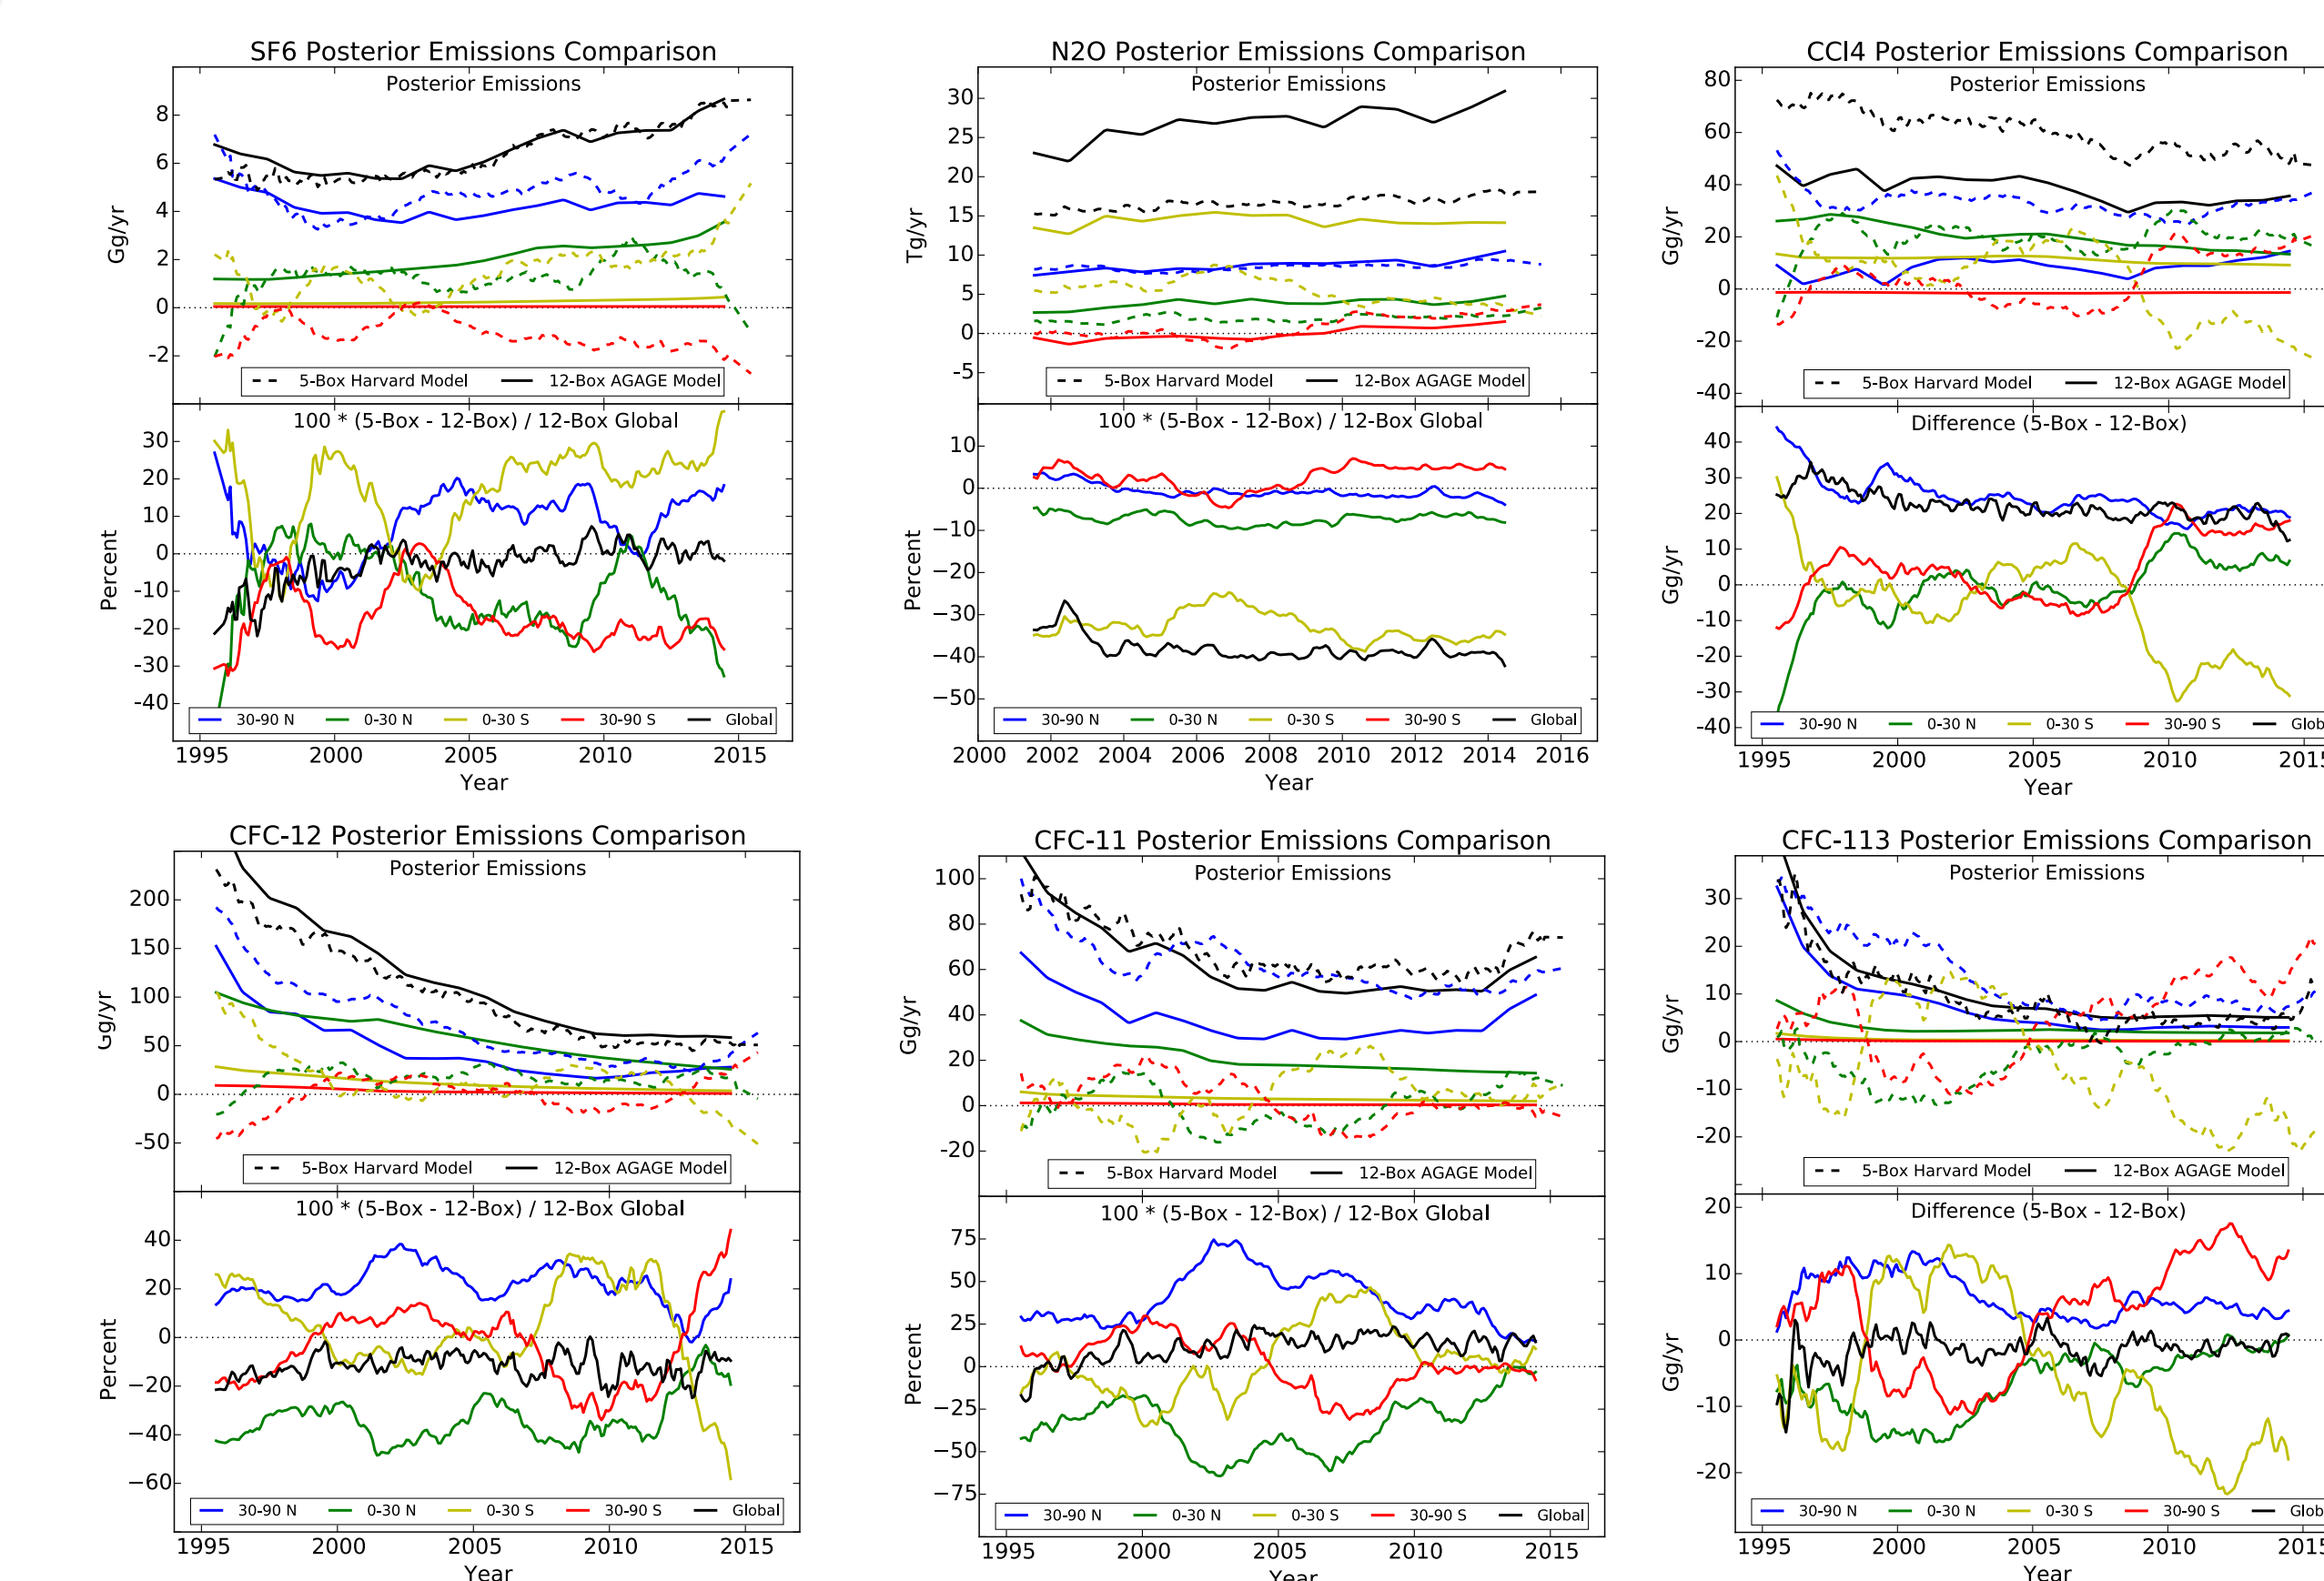 SF6 Posterior Emissions Comparison
Posterior Emissions
8
6
4
2
0
-2
Gg/yr
5-Box Harvard Model 12-Box AGAGE Model
100 * (5-Box - 12-Box) / 12-Box Global
30
20
10
0
-10
-20
-30
-40
Percent
30-90 N 0-30 N 0-30 S 30-90 S Global
1995 2000 2005 2010 2015
Year
N2O Posterior Emissions Comparison
Posterior Emissions
30
25
20
15
10
5
0
-5
Tg/yr
5-Box Harvard Model 12-Box AGAGE Model
100 * (5-Box - 12-Box) / 12-Box Global
10
0
−10
−20
−30
−40
−50
Percent
30-90 N 0-30 N 0-30 S 30-90 S Global
2000 2002 2004 2006 2008 2010 2012 2014 2016
Year
CCl4 Posterior Emissions Comparison
Posterior Emissions
80
60
40
20
0
-20
-40
Gg/yr
5-Box Harvard Model 12-Box AGAGE Model
Difference (5-Box - 12-Box)
40
30
20
10
0
-10
-20
-30
-40
Gg/yr
30-90 N 0-30 N 0-30 S 30-90 S Glob
1995 2000 2005 2010 201
Year
CFC-12 Posterior Emissions Comparison
Posterior Emissions
200
150
100
50
0
-50
Gg/yr
5-Box Harvard Model 12-Box AGAGE Model
100 * (5-Box - 12-Box) / 12-Box Global
40
20
0
−20
−40
−60
Percent
30-90 N 0-30 N 0-30 S 30-90 S Global
1995 2000 2005 2010 2015
Year
CFC-11 Posterior Emissions Comparison
Posterior Emissions
100
80
60
40
20
0
-20
Gg/yr
5-Box Harvard Model 12-Box AGAGE Model
100 * (5-Box - 12-Box) / 12-Box Global
75
50
25
0
−25
−50
−75
Percent
30-90 N 0-30 N 0-30 S 30-90 S Global
1995 2000 2005 2010 2015
Year
CFC-113 Posterior Emissions Comparison
Posterior Emissions
30
20
10
0
-10
-20
Gg/yr
5-Box Harvard Model 12-Box AGAGE Model
Difference (5-Box - 12-Box)
20
10
0
-10
-20
Gg/yr
30-90 N 0-30 N 0-30 S 30-90 S Glob
1995 2000 2005 2010 201
Year